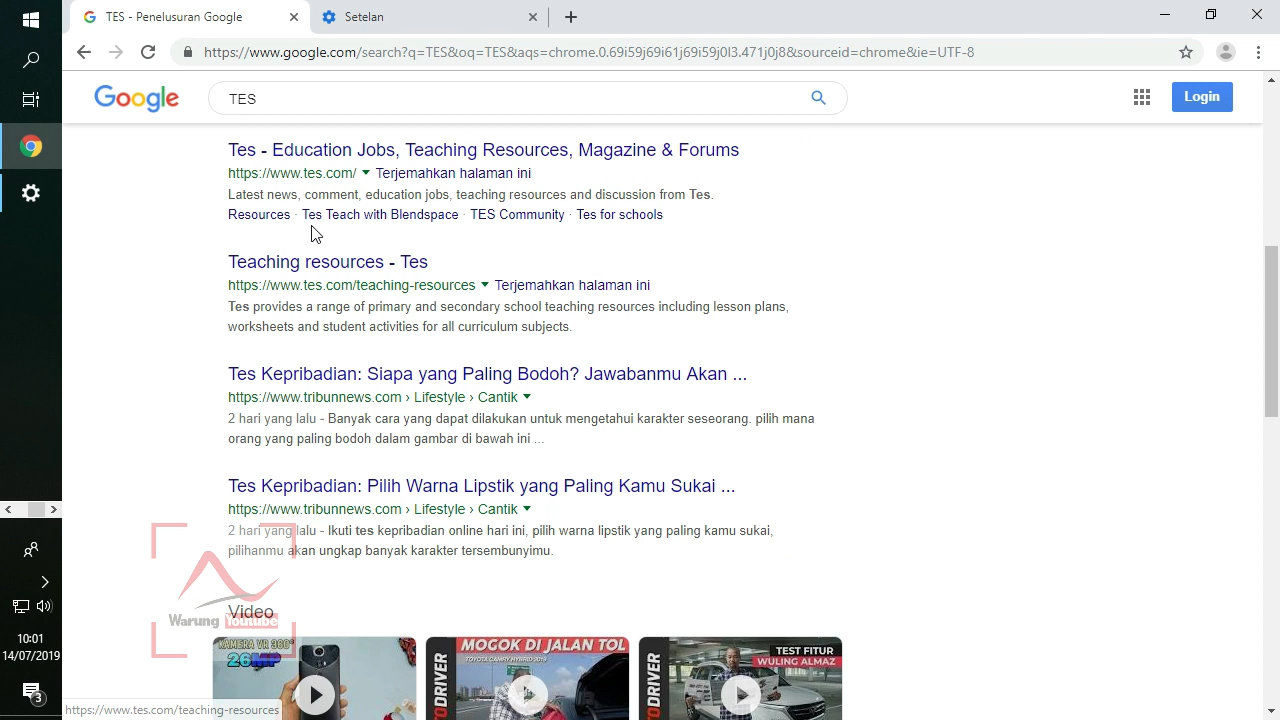 TES - Penelusuran Google
Setelan
https://www.google.com/search?q=TES&oq=TES&aqs=chrome.0.69i59j69i61j69i59j0l3.471j0j8&sourceid=chrome&ie=UTF-8
Google
TES
Login
Tes - Education Jobs, Teaching Resources, Magazine & Forums
https://www.tes.com/ Terjemahkan halaman ini
Latest news, comment, education jobs, teaching resources and discussion from Tes.
Resources · Tes Teach with Blendspace · TES Community · Tes for schools
Teaching resources - Tes
https://www.tes.com/teaching-resources Terjemahkan halaman ini
Tes provides a range of primary and secondary school teaching resources including lesson plans,
worksheets and student activities for all curriculum subjects.
Tes Kepribadian: Siapa yang Paling Bodoh? Jawabanmu Akan ...
https://www.tribunnews.com › Lifestyle › Cantik
2 hari yang lalu - Banyak cara yang dapat dilakukan untuk mengetahui karakter seseorang. pilih mana
orang yang paling bodoh dalam gambar di bawah ini ...
Tes Kepribadian: Pilih Warna Lipstik yang Paling Kamu Sukai ...
https://www.tribunnews.com › Lifestyle › Cantik
2 hari yang lalu - Ikuti tes kepribadian online hari ini, pilih warna lipstik yang paling kamu sukai,
pilihanmu akan ungkap banyak karakter tersembunyimu.
Video
Warung Youtube
KAMERA VR 360°
26MP
MOGOK DI JALAN TOL
TOYOTA CAMRY HYBRID 2019
TODRIVER
TEST FITUR
WULING ALMAZ
TODRIVER
10:01
14/07/2019
3
https://www.tes.com/teaching-resources